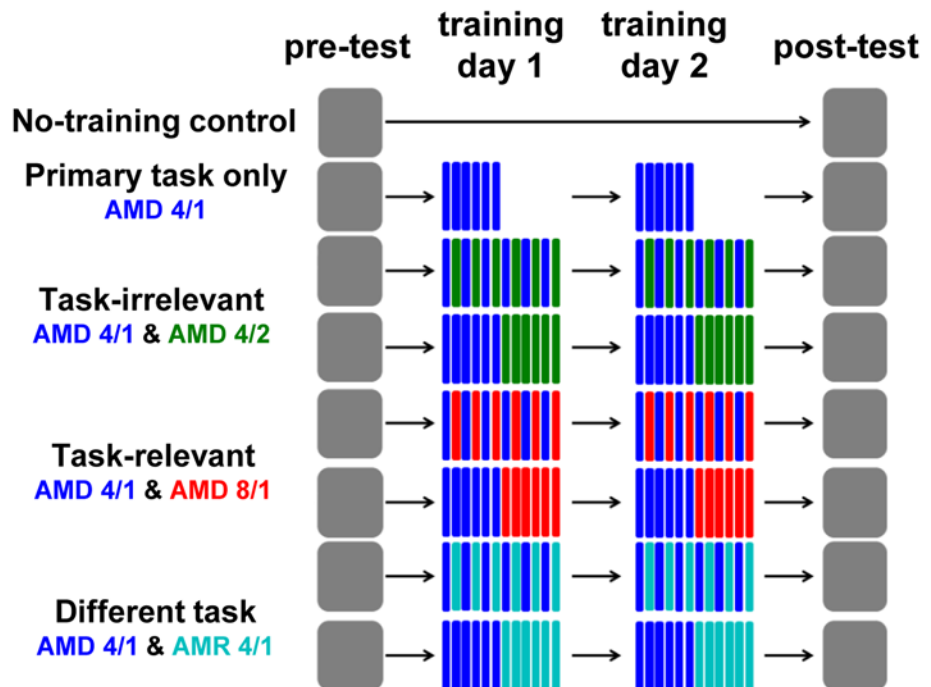 pre-test
training
day 1
training
day 2
post-test
No-training control
Primary task only
AMD 4/1
Task-irrelevant
AMD 4/1 & AMD 4/2
Task-relevant
AMD 4/1 & AMD 8/1
Different task
AMD 4/1 & AMR 4/1